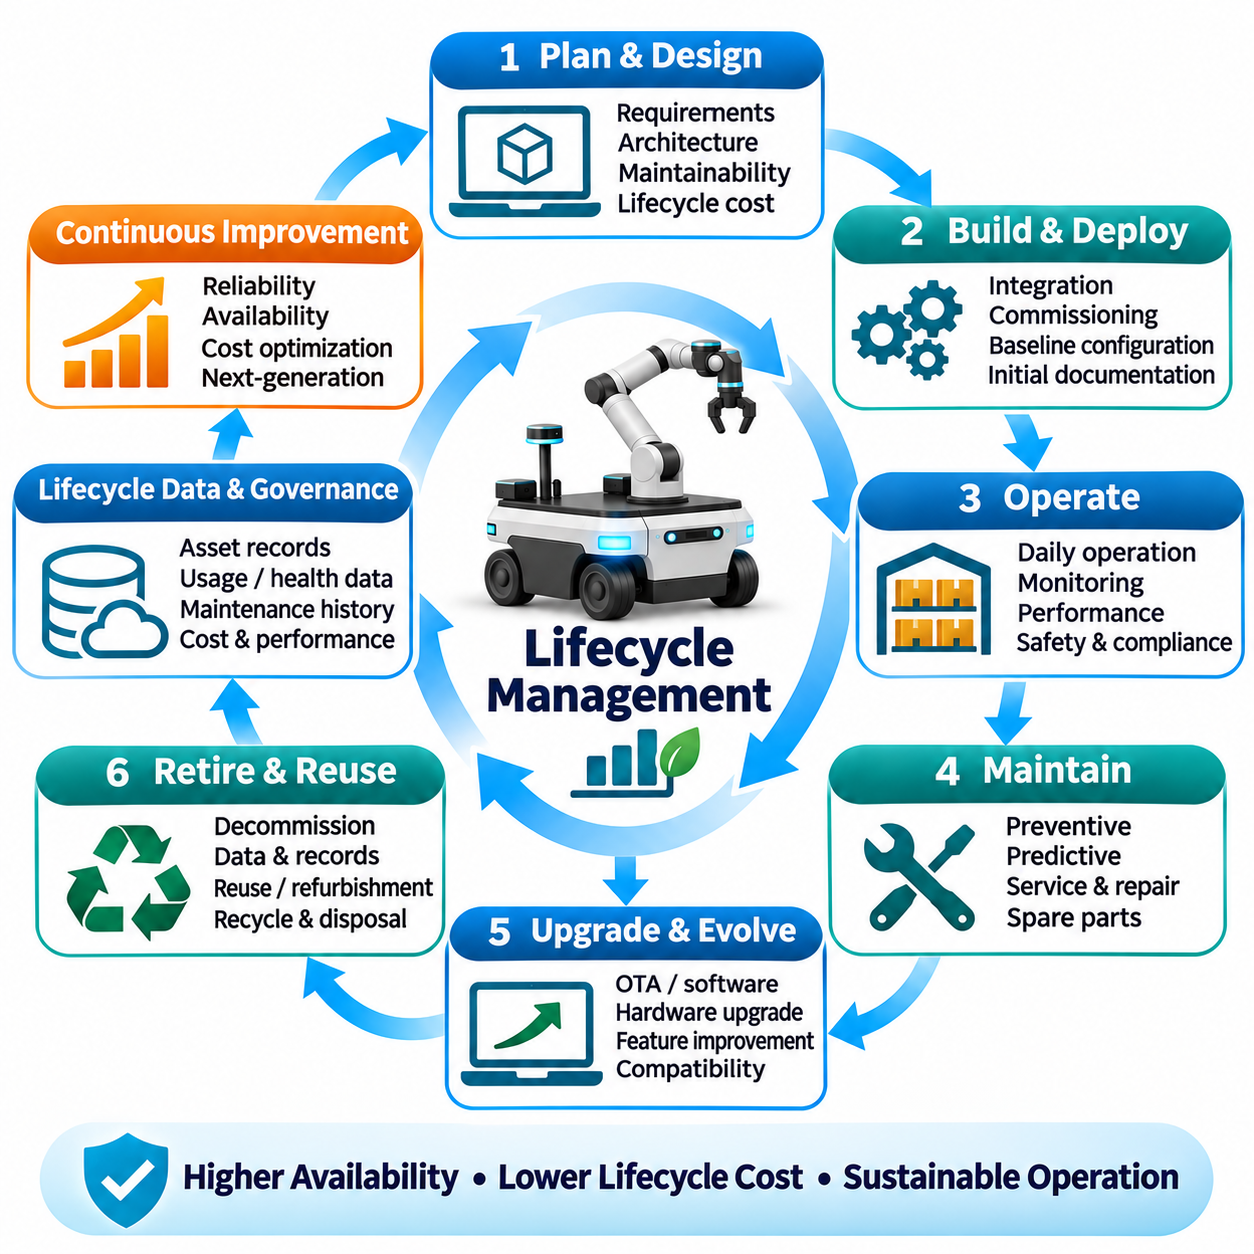 1 Plan & Design
Requirements
Architecture
Maintainability
Lifecycle cost
2 Build & Deploy
Integration
Commissioning
Baseline configuration
Initial documentation
3 Operate
Daily operation
Monitoring
Performance
Safety & compliance
4 Maintain
Preventive
Predictive
Service & repair
Spare parts
5 Upgrade & Evolve
OTA / software
Hardware upgrade
Feature improvement
Compatibility
6 Retire & Reuse
Decommission
Data & records
Reuse / refurbishment
Recycle & disposal
Lifecycle Data & Governance
Asset records
Usage / health data
Maintenance history
Cost & performance
Continuous Improvement
Reliability
Availability
Cost optimization
Next-generation
Lifecycle
Management
Higher Availability • Lower Lifecycle Cost • Sustainable Operation